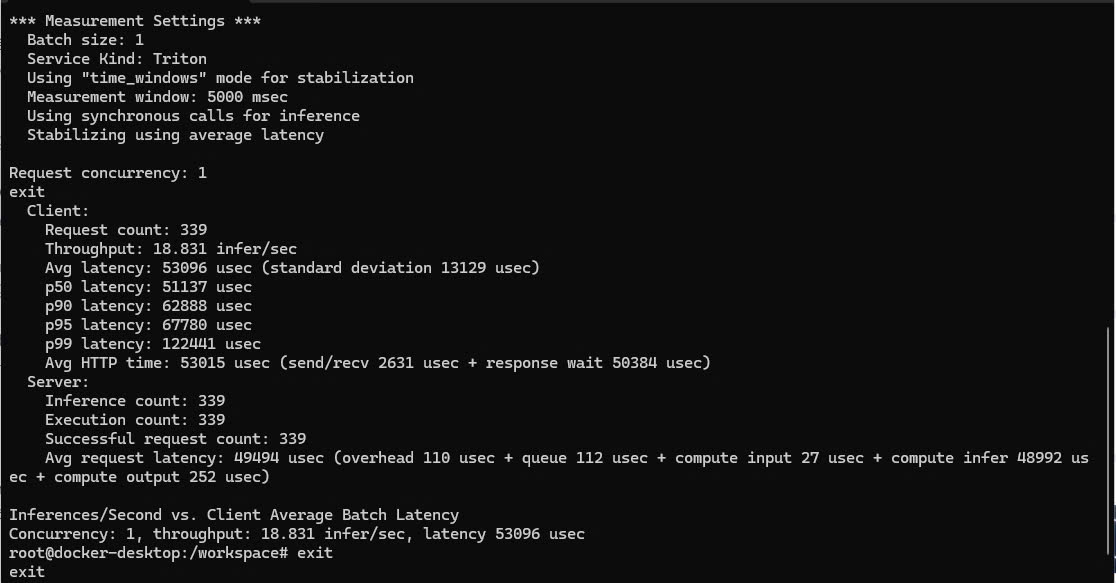 *** Measurement Settings ***
Batch size: 1
Service Kind: Triton
Using "time_windows" mode for stabilization
Measurement window: 5000 msec
Using synchronous calls for inference
Stabilizing using average latency
Request concurrency: 1
exit
Client:
Request count: 339
Throughput: 18.831 infer/sec
Avg latency: 53096 usec (standard deviation 13129 usec)
p50 latency: 51137 usec
p90 latency: 62888 usec
p95 latency: 67780 usec
p99 latency: 122441 usec
Avg HTTP time: 53015 usec (send/recv 2631 usec + response wait 50384 usec)
Server:
Inference count: 339
Execution count: 339
Successful request count: 339
Avg request latency: 49494 usec (overhead 110 usec + queue 112 usec + compute input 27 usec + compute infer 48992 us
ec + compute output 252 usec)
Inferences/Second vs. Client Average Batch Latency
Concurrency: 1, throughput: 18.831 infer/sec, latency 53096 usec
root@docker-desktop:/workspace# exit
exit